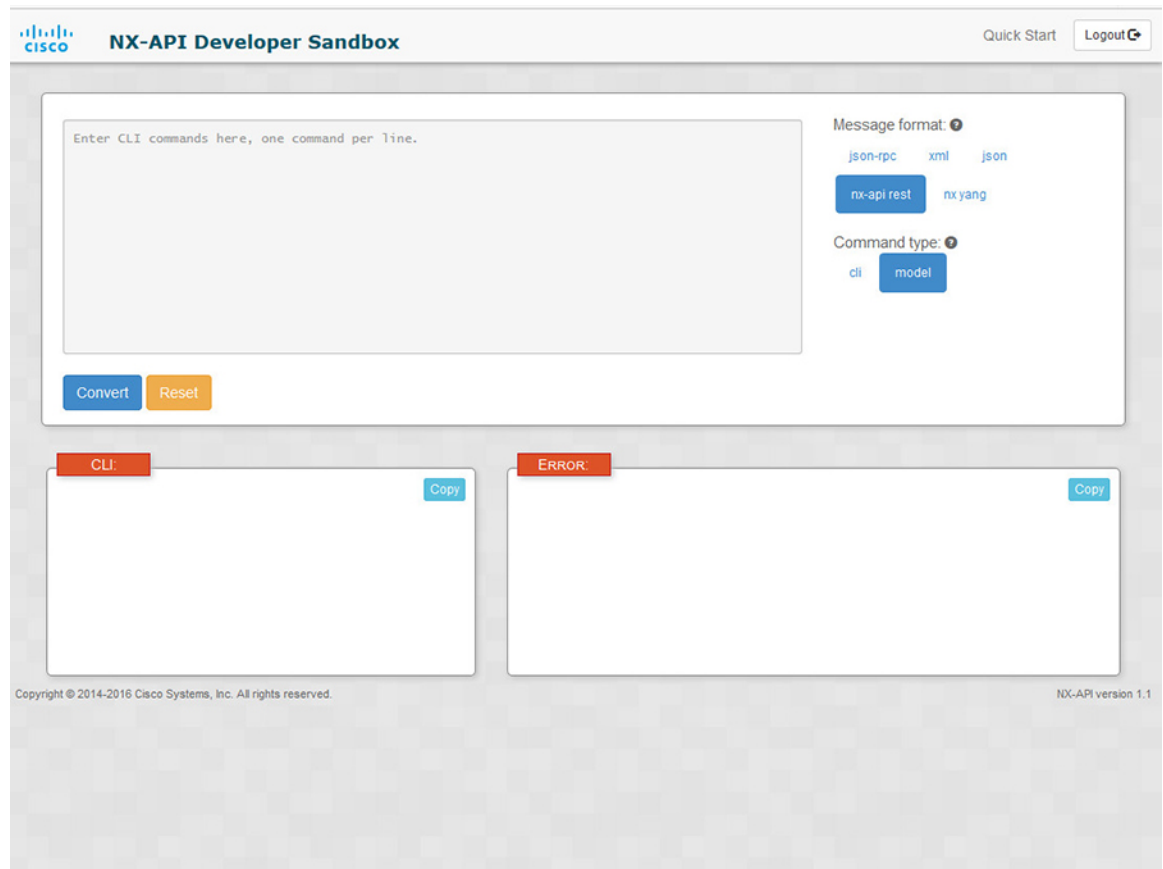 CISCO
NX-API Developer Sandbox
Quick Start
Logout
Enter CLI commands here, one command per line.
Message format:
json-rpc xml json
nx-api rest nx yang
Command type:
cli model
Convert Reset
CLI:
Copy
ERROR:
Copy
Copyright © 2014-2016 Cisco Systems, Inc. All rights reserved.
NX-API version 1.1